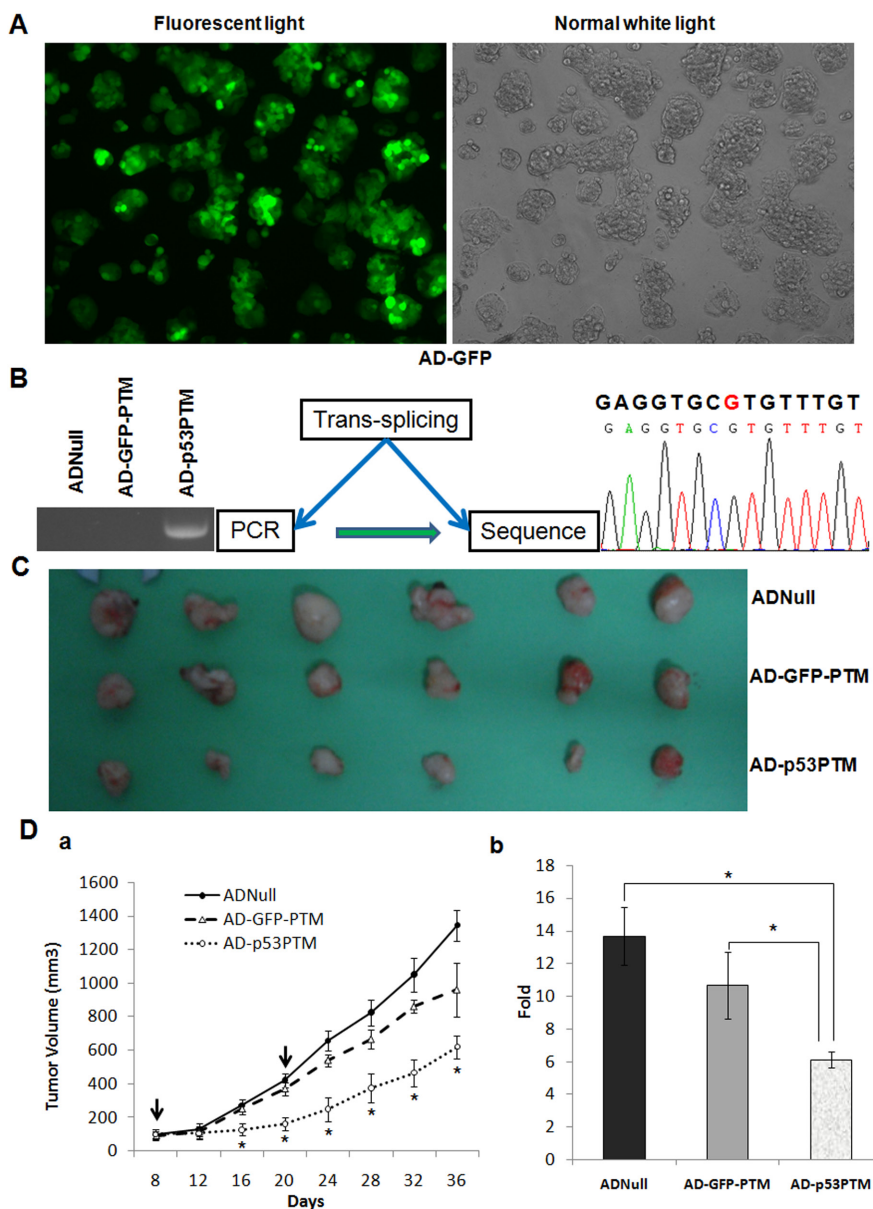 A
Fluorescent light
Normal white light
AD-GFP
B
ADNull
AD-GFP-PTM
AD-p53PTM
Trans-splicing
PCR
Sequence
GAGGTGCGTGTTTGT
G A G G T G C G T G T T T G T
C
ADNull
AD-GFP-PTM
AD-p53PTM
D
a
1600
1400
1200
1000
800
600
400
200
0
Tumor Volume (mm3)
ADNull
AD-GFP-PTM
AD-p53PTM
* * * * * *
8 12 16 20 24 28 32 36
Days
b
18
16
14
12
10
8
6
4
2
0
Fold
*
*
ADNull AD-GFP-PTM AD-p53PTM